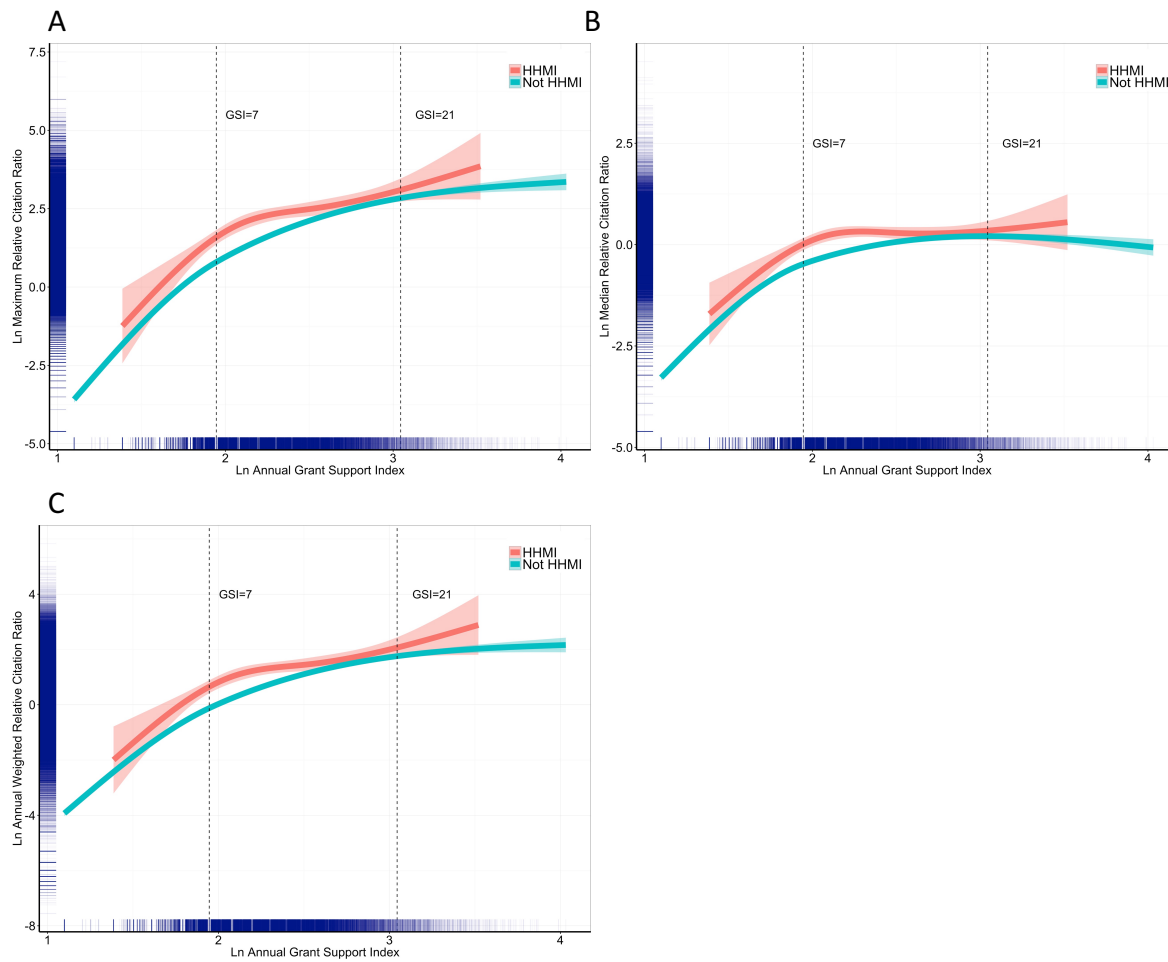 A
Ln Maximum Relative Citation Ratio
7.5
5.0
2.5
0.0
-2.5
-5.0
GSI=7
GSI=21
HHMI
Not HHMI
1
2
3
4
Ln Annual Grant Support Index
B
Ln Median Relative Citation Ratio
2.5
0.0
-2.5
-5.0
GSI=7
GSI=21
HHMI
Not HHMI
1
2
3
4
Ln Annual Grant Support Index
C
Ln Annual Weighted Relative Citation Ratio
4
0
-4
-8
GSI=7
GSI=21
HHMI
Not HHMI
1
2
3
4
Ln Annual Grant Support Index